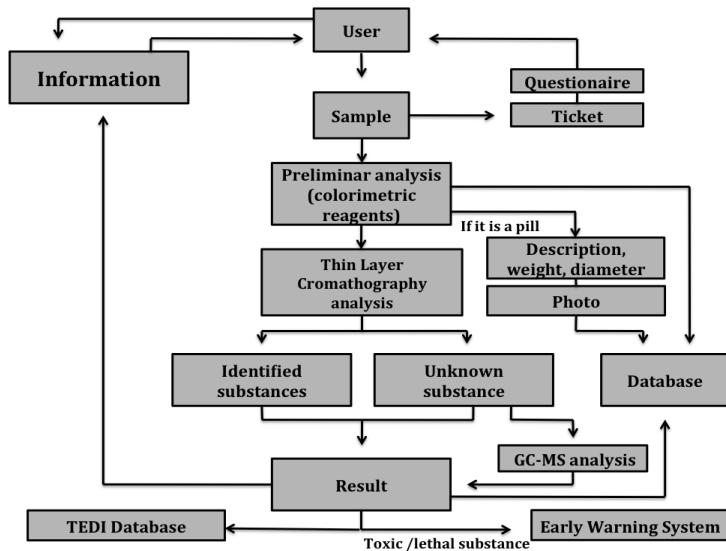 User
Information
Questionaire
Ticket
Sample
Preliminar analysis
(colorimetric
reagents)
If it is a pill
Description,
weight, diameter
Thin Layer
Cromathography
analysis
Photo
Identified
substances
Unknown
substance
Database
GC-MS analysis
Result
TEDI Database
Early Warning System
Toxic /lethal substance